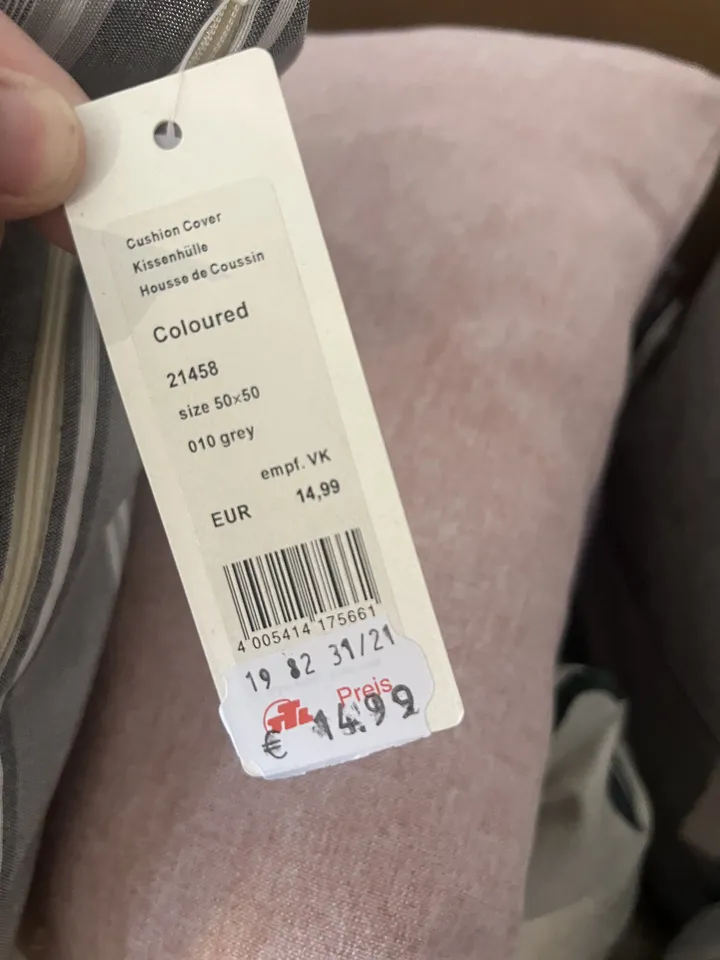 Cushion Cover
Kissenhülle
Housse de Coussin
Coloured
21458
size 50×50
010 grey
empf. VK
EUR 14,99
4 005414 175661
19 82 31/21
TTL Preis
€ 14.99